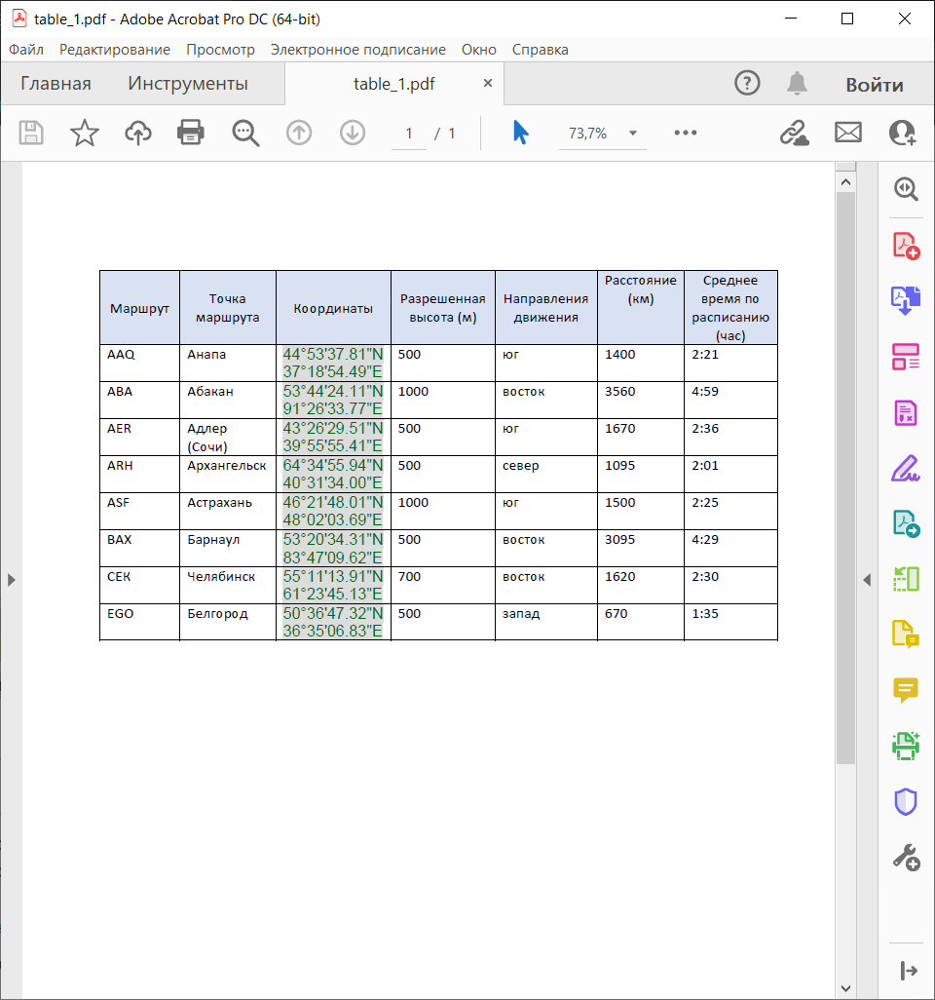 table_1.pdf - Adobe Acrobat Pro DC (64-bit)
Файл Редактирование Просмотр Электронное подписание Окно Справка
Главная Инструменты table_1.pdf × Войти
1 / 1 73,7%
Маршрут Точка маршрута Координаты Разрешенная высота (м) Направления движения Расстояние (км) Среднее время по расписанию (час)
AAQ Анапа 44°53'37.81"N 500 юг 1400 2:21
37°18'54.49"E
ABA Абакан 53°44'24.11"N 1000 восток 3560 4:59
91°26'33.77"E
AER Адлер 43°26'29.51"N 500 юг 1670 2:36
(Сочи) 39°55'55.41"E
ARH Архангельск 64°34'55.94"N 500 север 1095 2:01
40°31'34.00"E
ASF Астрахань 46°21'48.01"N 1000 юг 1500 2:25
48°02'03.69"E
BAX Барнаул 53°20'34.31"N 500 восток 3095 4:29
83°47'09.62"E
CEK Челябинск 55°11'13.91"N 700 восток 1620 2:30
61°23'45.13"E
EGO Белгород 50°36'47.32"N 500 запад 670 1:35
36°35'06.83"E